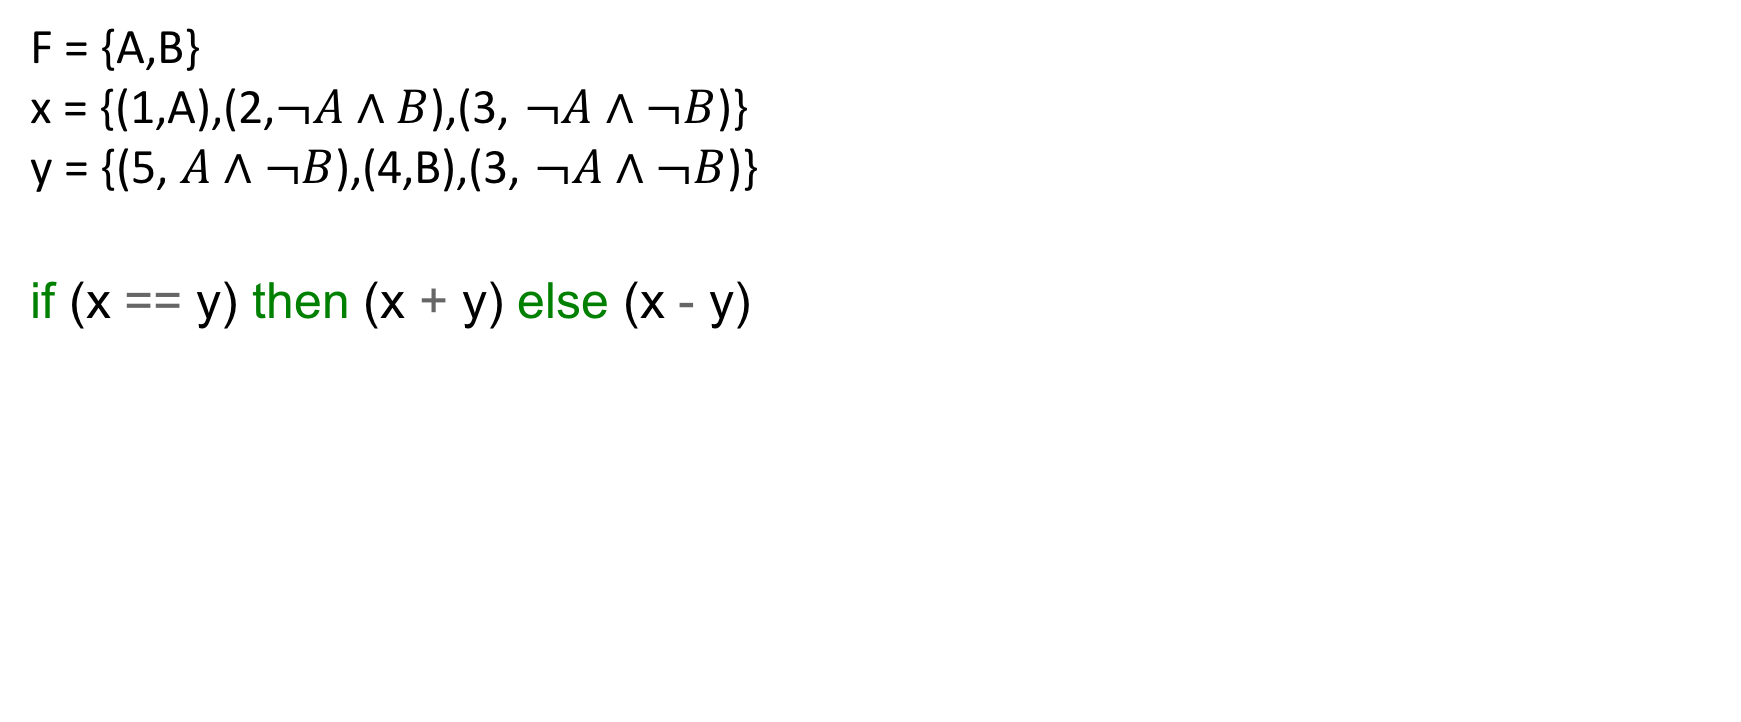 F = {A,B}
x = {(1,A),(2,¬A ∧ B),(3, ¬A ∧ ¬B)}
y = {(5, A ∧ ¬B),(4,B),(3, ¬A ∧ ¬B)}
if (x == y) then (x + y) else (x - y)